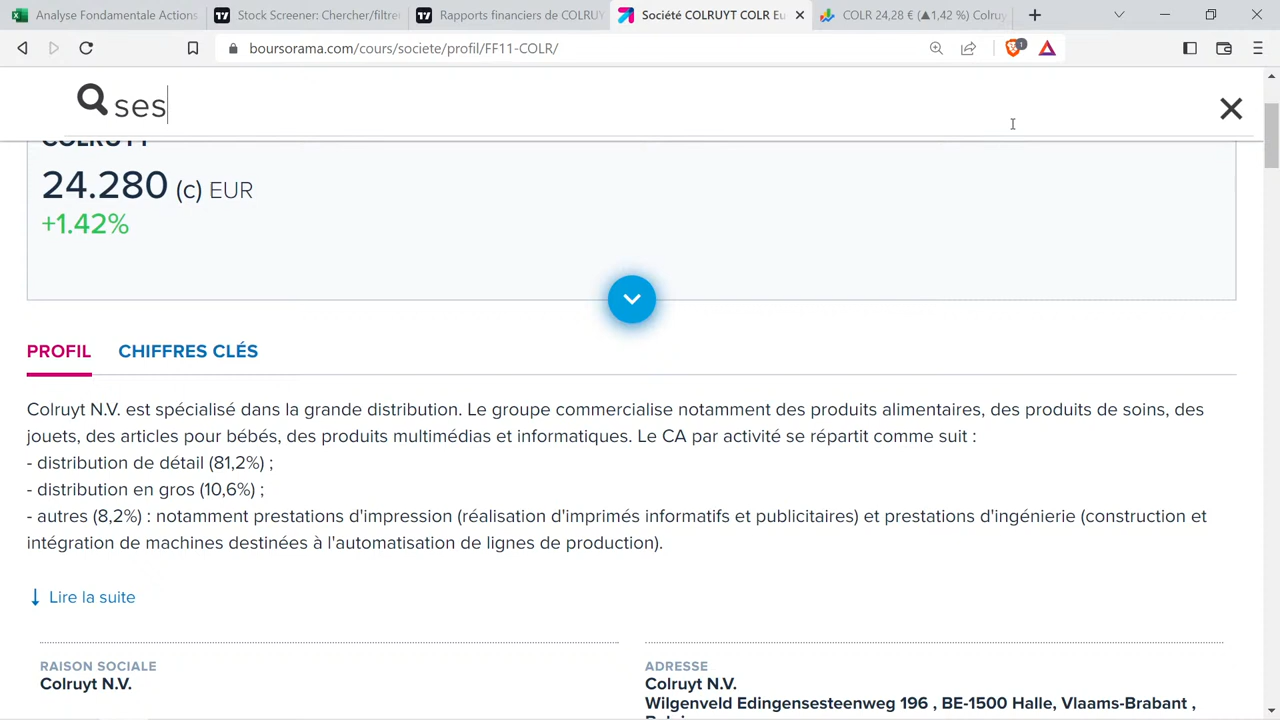 Analyse Fondamentale Actions
Stock Screener: Chercher/filtrer
Rapports financiers de COLRUY
Société COLRUYT COLR Eu
COLR 24,28 € (▲1,42 %) Colruy
boursorama.com/cours/societe/profil/FF11-COLR/
1
ses
COLRUYT
24.280 (c) EUR
+1.42%
PROFIL CHIFFRES CLÉS
Colruyt N.V. est spécialisé dans la grande distribution. Le groupe commercialise notamment des produits alimentaires, des produits de soins, des
jouets, des articles pour bébés, des produits multimédias et informatiques. Le CA par activité se répartit comme suit :
- distribution de détail (81,2%) ;
- distribution en gros (10,6%) ;
- autres (8,2%) : notamment prestations d'impression (réalisation d'imprimés informatifs et publicitaires) et prestations d'ingénierie (construction et
intégration de machines destinées à l'automatisation de lignes de production).
Lire la suite
RAISON SOCIALE
Colruyt N.V.
ADRESSE
Colruyt N.V.
Wilgenveld Edingensesteenweg 196 , BE-1500 Halle, Vlaams-Brabant ,